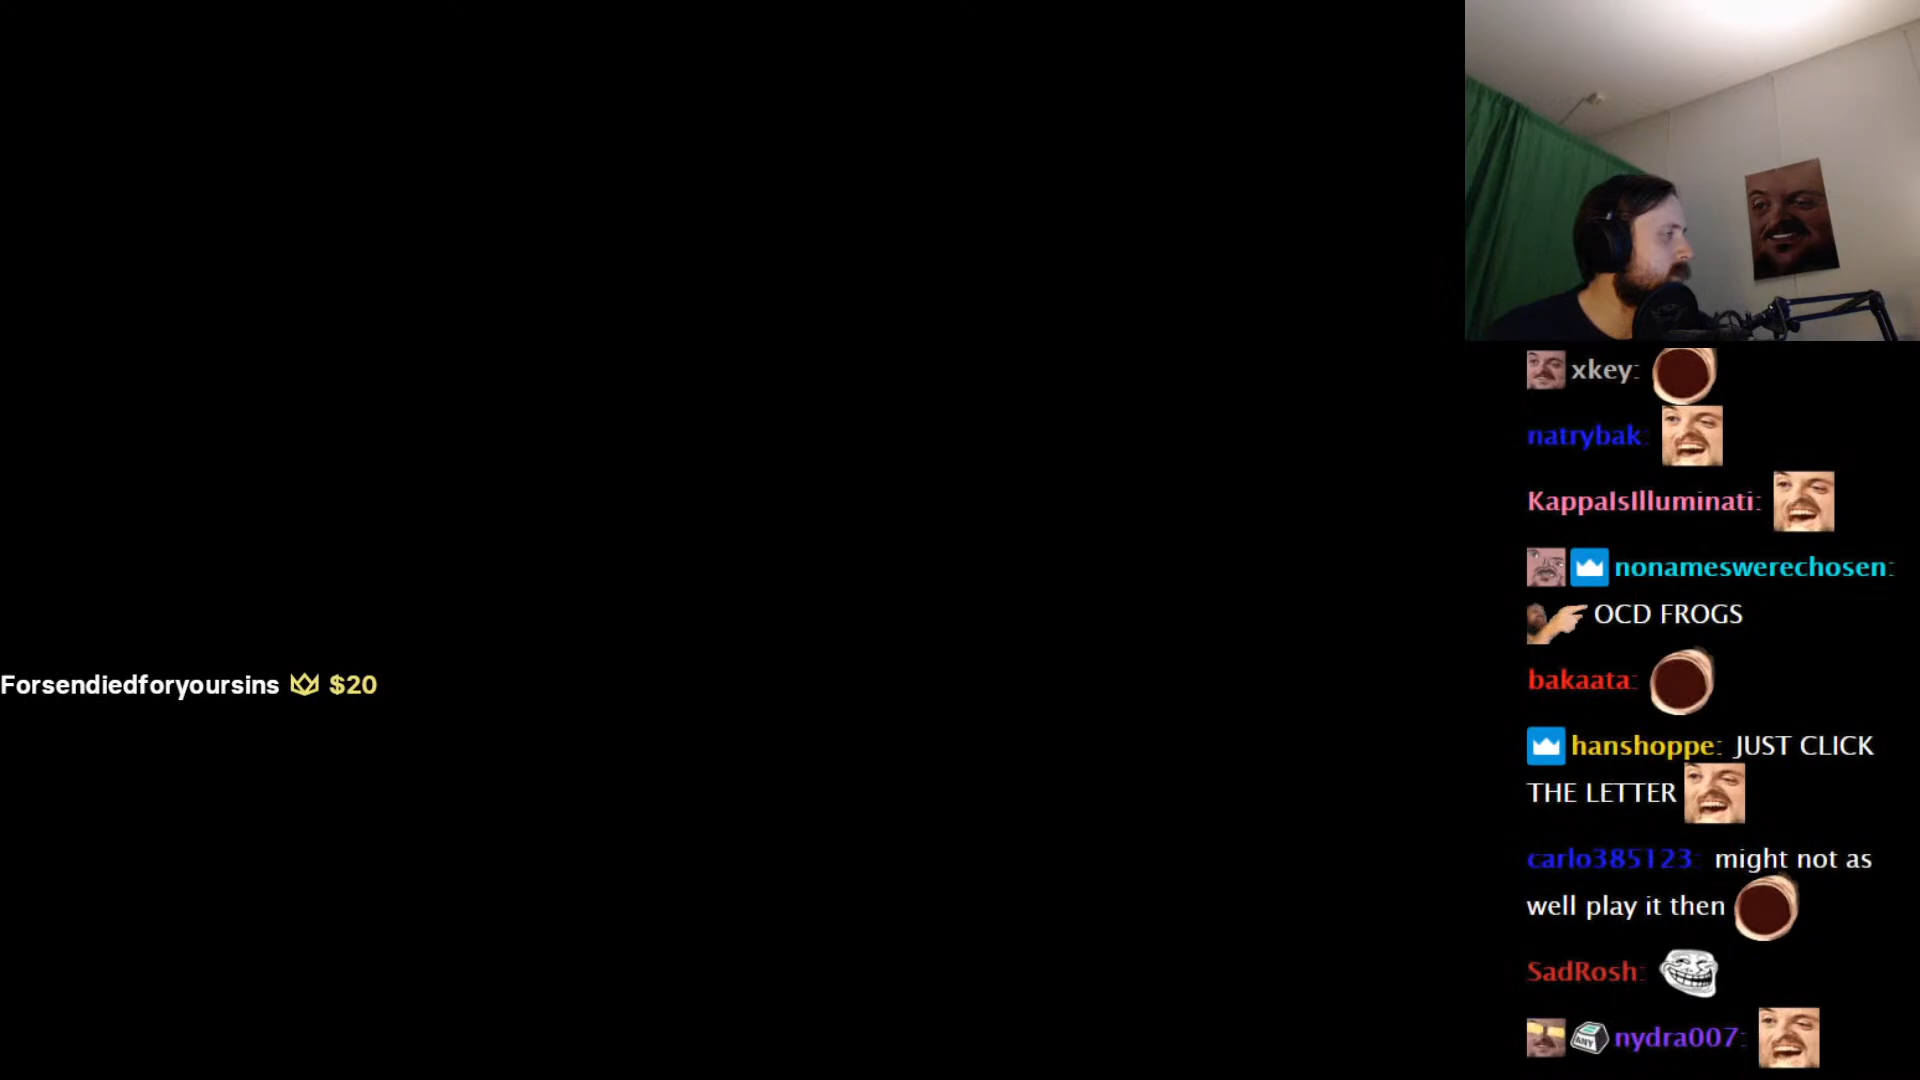 xkey:
natrybak:
KappaIsIlluminati:
nonameswerechosen:
OCD FROGS
Forsendiedforyoursins $20
bakaata:
hanshoppe: JUST CLICK
THE LETTER
carlo385123: might not as
well play it then
SadRosh:
ANY nydra007: